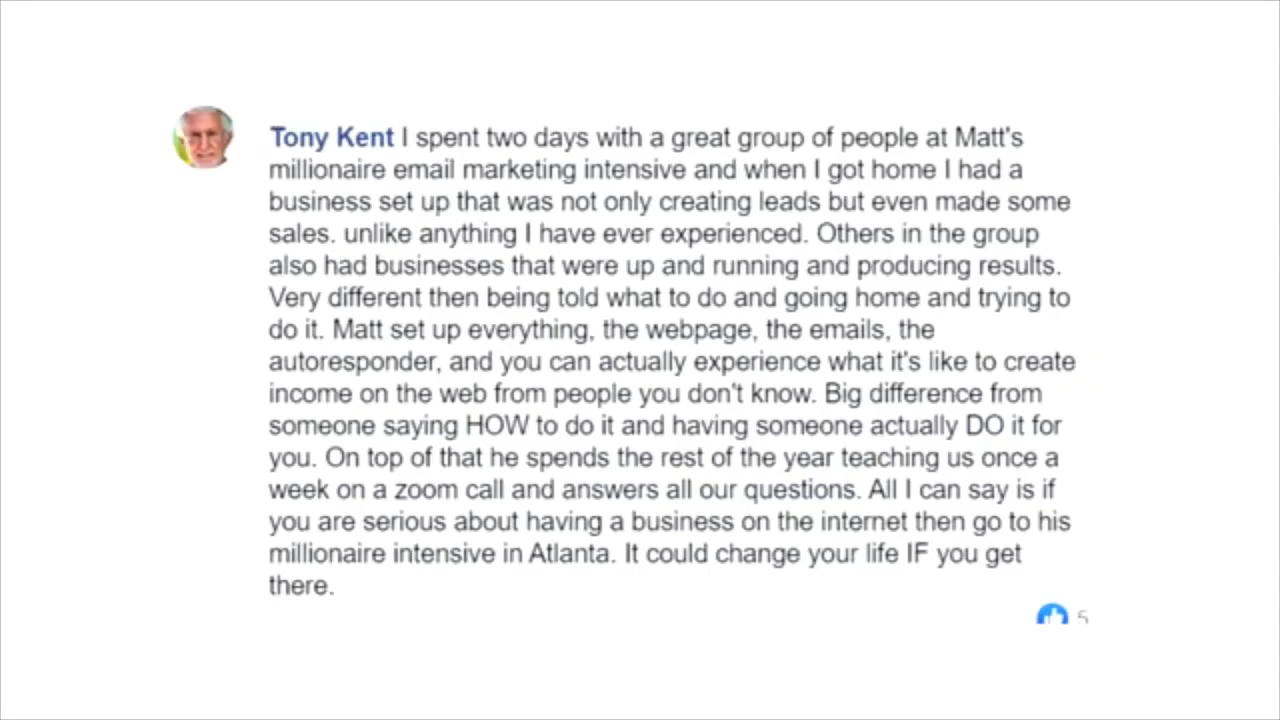 Tony Kent I spent two days with a great group of people at Matt's
millionaire email marketing intensive and when I got home I had a
business set up that was not only creating leads but even made some
sales. unlike anything I have ever experienced. Others in the group
also had businesses that were up and running and producing results.
Very different then being told what to do and going home and trying to
do it. Matt set up everything, the webpage, the emails, the
autoresponder, and you can actually experience what it's like to create
income on the web from people you don't know. Big difference from
someone saying HOW to do it and having someone actually DO it for
you. On top of that he spends the rest of the year teaching us once a
week on a zoom call and answers all our questions. All I can say is if
you are serious about having a business on the internet then go to his
millionaire intensive in Atlanta. It could change your life IF you get
there.
5